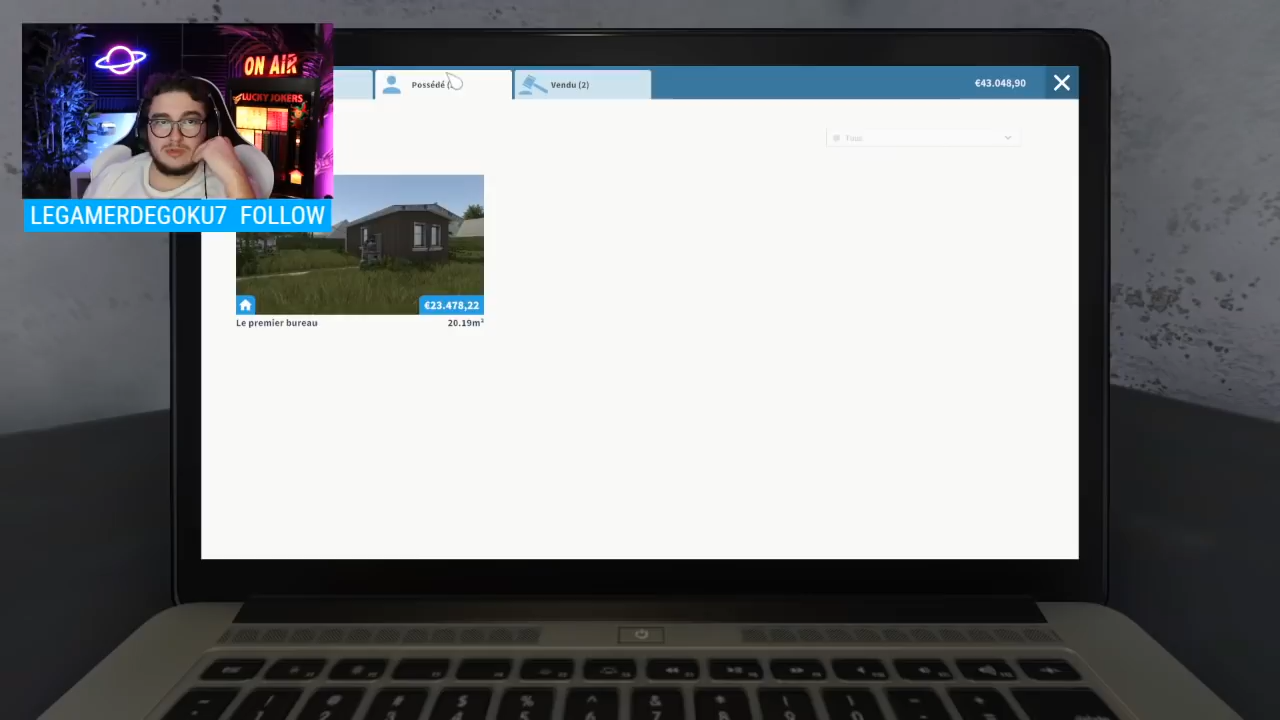 ON AIR
LUCKY JOKERS
LEGAMERDEGOKU7 FOLLOW
Possédé
Vendu (2)
€43.048,90
€23.478,22
Le premier bureau
20.19m²